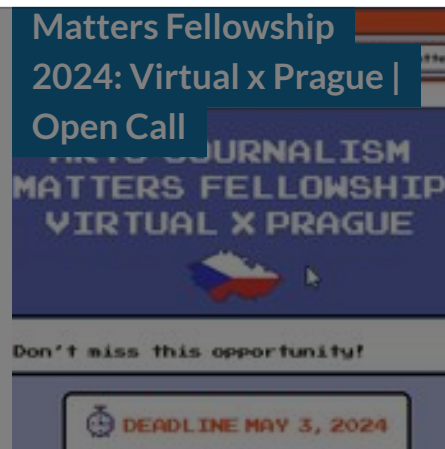 Matters Fellowship
2024: Virtual x Prague |
Open Call
JOURNALISM
MATTERS FELLOWSHIP
VIRTUAL X PRAGUE
Don't miss this opportunity!
DEADLINE MAY 3, 2024